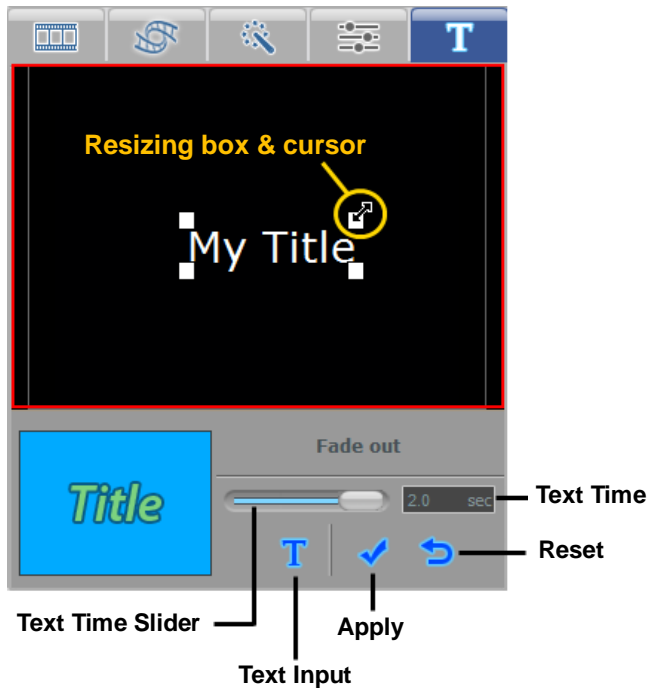 T
Resizing box & cursor
My Title
Fade out
Title
2.0 sec
Text Time
T
Reset
Text Time Slider
Apply
Text Input